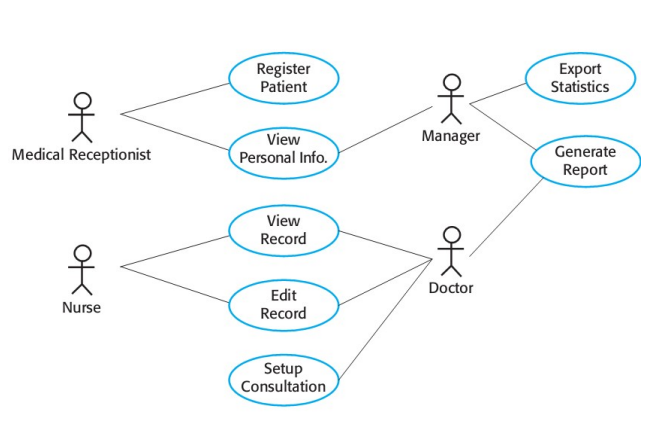 Register
Patient
Export
Statistics
Manager
View
Personal Info.
Medical Receptionist
Generate
Report
View
Record
Doctor
Nurse
Edit
Record
Setup
Consultation